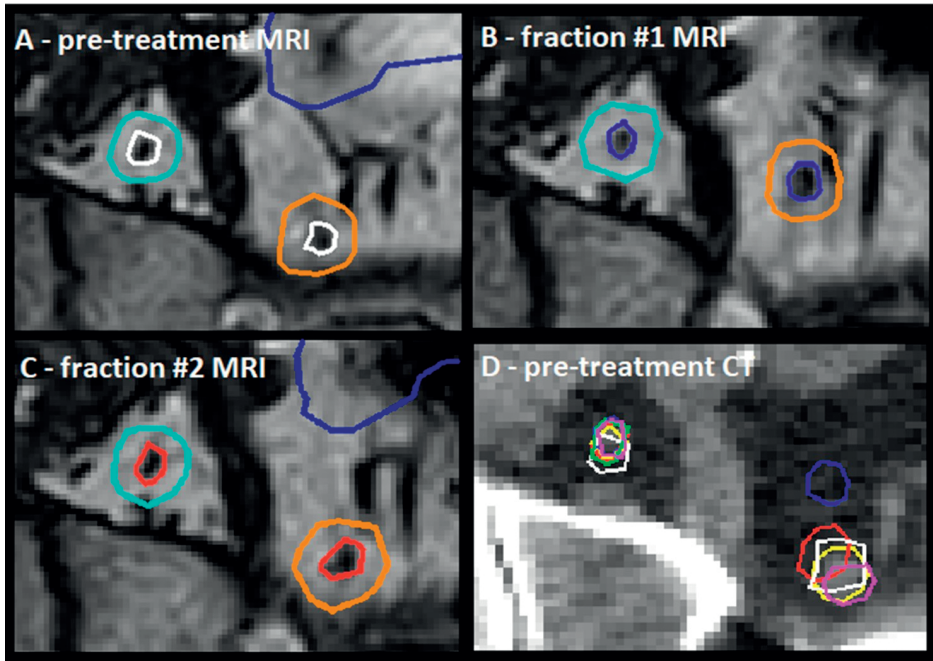 A - pre-treatment MRI
B - fraction #1 MRI
C - fraction #2 MRI
D - pre-treatment CT